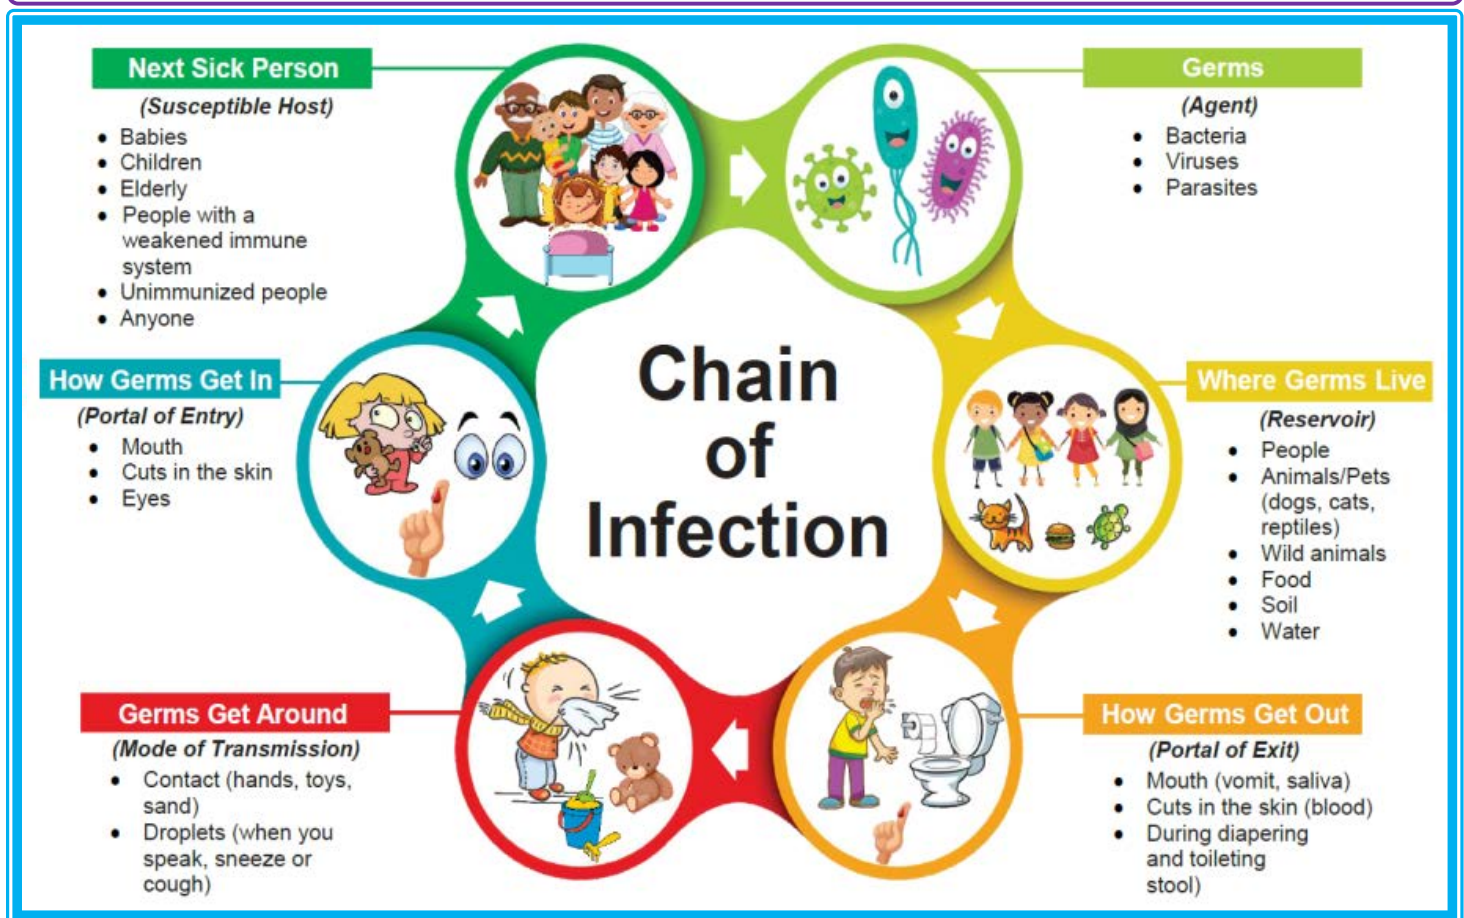 Next Sick Person
(Susceptible Host)
• Babies
• Children
• Elderly
• People with a
weakened immune
system
• Unimmunized people
• Anyone
Germs
(Agent)
• Bacteria
• Viruses
• Parasites
Chain
of
Infection
How Germs Get In
(Portal of Entry)
• Mouth
• Cuts in the skin
• Eyes
Where Germs Live
(Reservoir)
• People
• Animals/Pets
(dogs, cats,
reptiles)
• Wild animals
• Food
• Soil
• Water
Germs Get Around
(Mode of Transmission)
• Contact (hands, toys,
sand)
• Droplets (when you
speak, sneeze or
cough)
How Germs Get Out
(Portal of Exit)
• Mouth (vomit, saliva)
• Cuts in the skin (blood)
• During diapering
and toileting
stool)